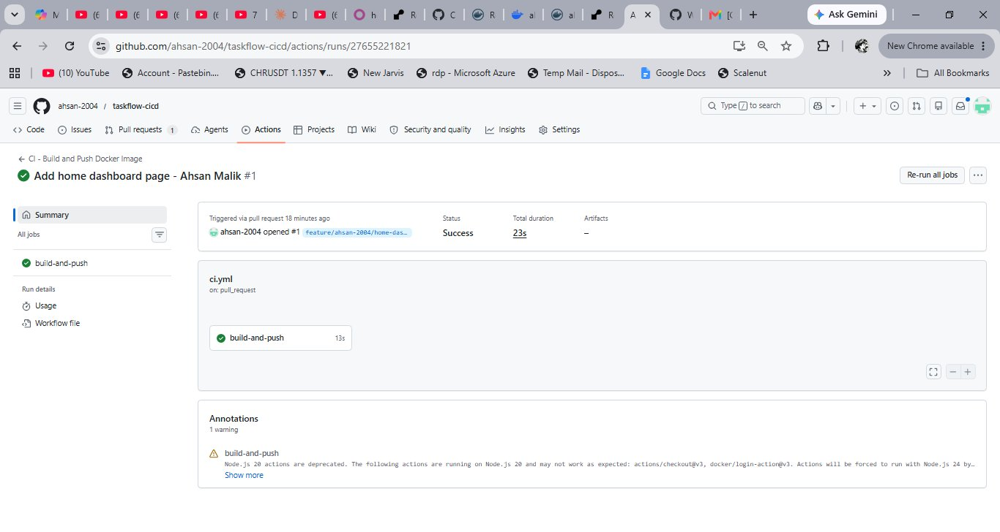 M
(6
(6
(6
(6
7
D
(6
h
R
C
R
al
al
R
A
W
[C
Ask Gemini
github.com/ahsan-2004/taskflow-cicd/actions/runs/27655221821
New Chrome available
(10) YouTube
Account - Pastebin....
CHRUSDT 1.1357 ▼...
New Jarvis
rdp - Microsoft Azure
Temp Mail - Dispos...
Google Docs
Scalenut
»
All Bookmarks
ahsan-2004 / taskflow-cicd
Type / to search
Code
Issues
Pull requests 1
Agents
Actions
Projects
Wiki
Security and quality
Insights
Settings
← CI - Build and Push Docker Image
Add home dashboard page - Ahsan Malik #1
Re-run all jobs
Summary
All jobs
build-and-push
Run details
Usage
Workflow file
Triggered via pull request 18 minutes ago
ahsan-2004 opened #1 feature/ahsan-2004/home-das…
Status
Success
Total duration
23s
Artifacts
–
ci.yml
on: pull_request
build-and-push 13s
Annotations
1 warning
build-and-push
Node.js 20 actions are deprecated. The following actions are running on Node.js 20 and may not work as expected: actions/checkout@v3, docker/login-action@v3. Actions will be forced to run with Node.js 24 by…
Show more